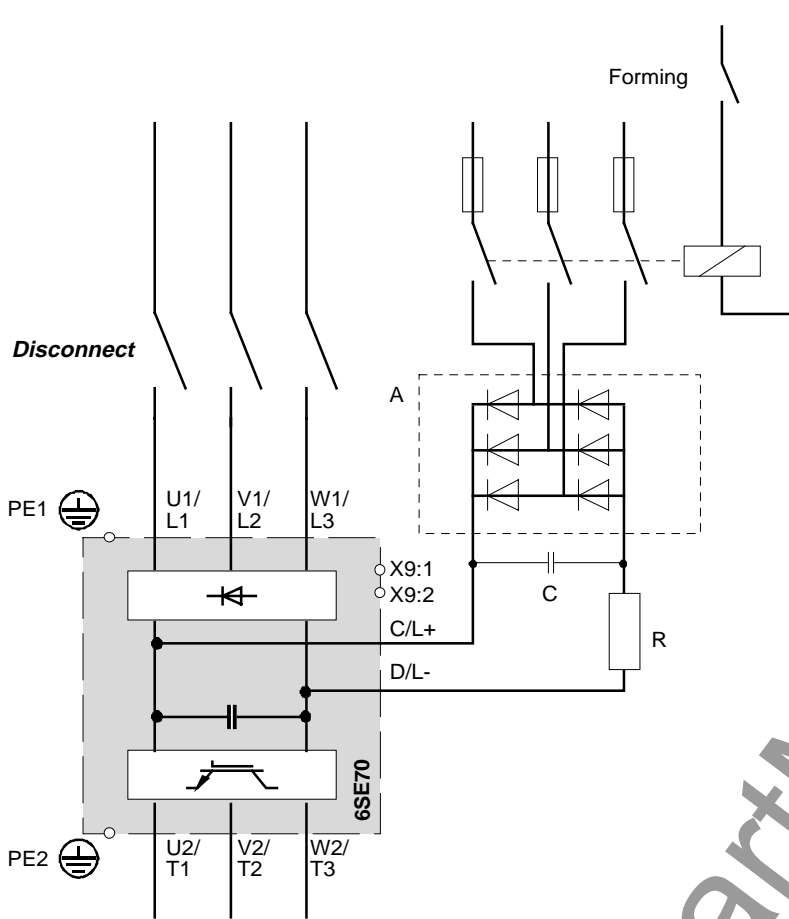 Forming
Disconnect
A
PE1
U1/
L1
V1/
L2
W1/
L3
X9:1
X9:2
C
C/L+
R
D/L-
6SE70
PE2
U2/
T1
V2/
T2
W2/
T3